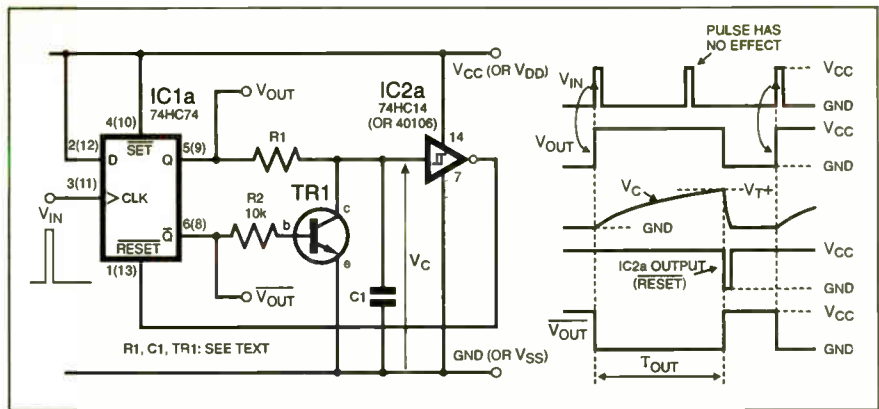 IC1a
74HC74
4(10)
SET
2(12)
D
Q
5(9)
3(11)
CLK
VIN
6(8)
Q
RESET
1(13)
VOUT
R1
R2
10k
TR1
b
c
e
VOUT
C1
VC
IC2a
74HC14
(OR 40106)
14
7
VCC (OR VDD)
GND (OR VSS)
R1, C1, TR1: SEE TEXT
PULSE HAS
NO EFFECT
VIN
VCC
GND
VOUT
VCC
GND
VC
VT+
GND
VCC
IC2a OUTPUT
(RESET)
GND
VOUT
VCC
GND
TOUT